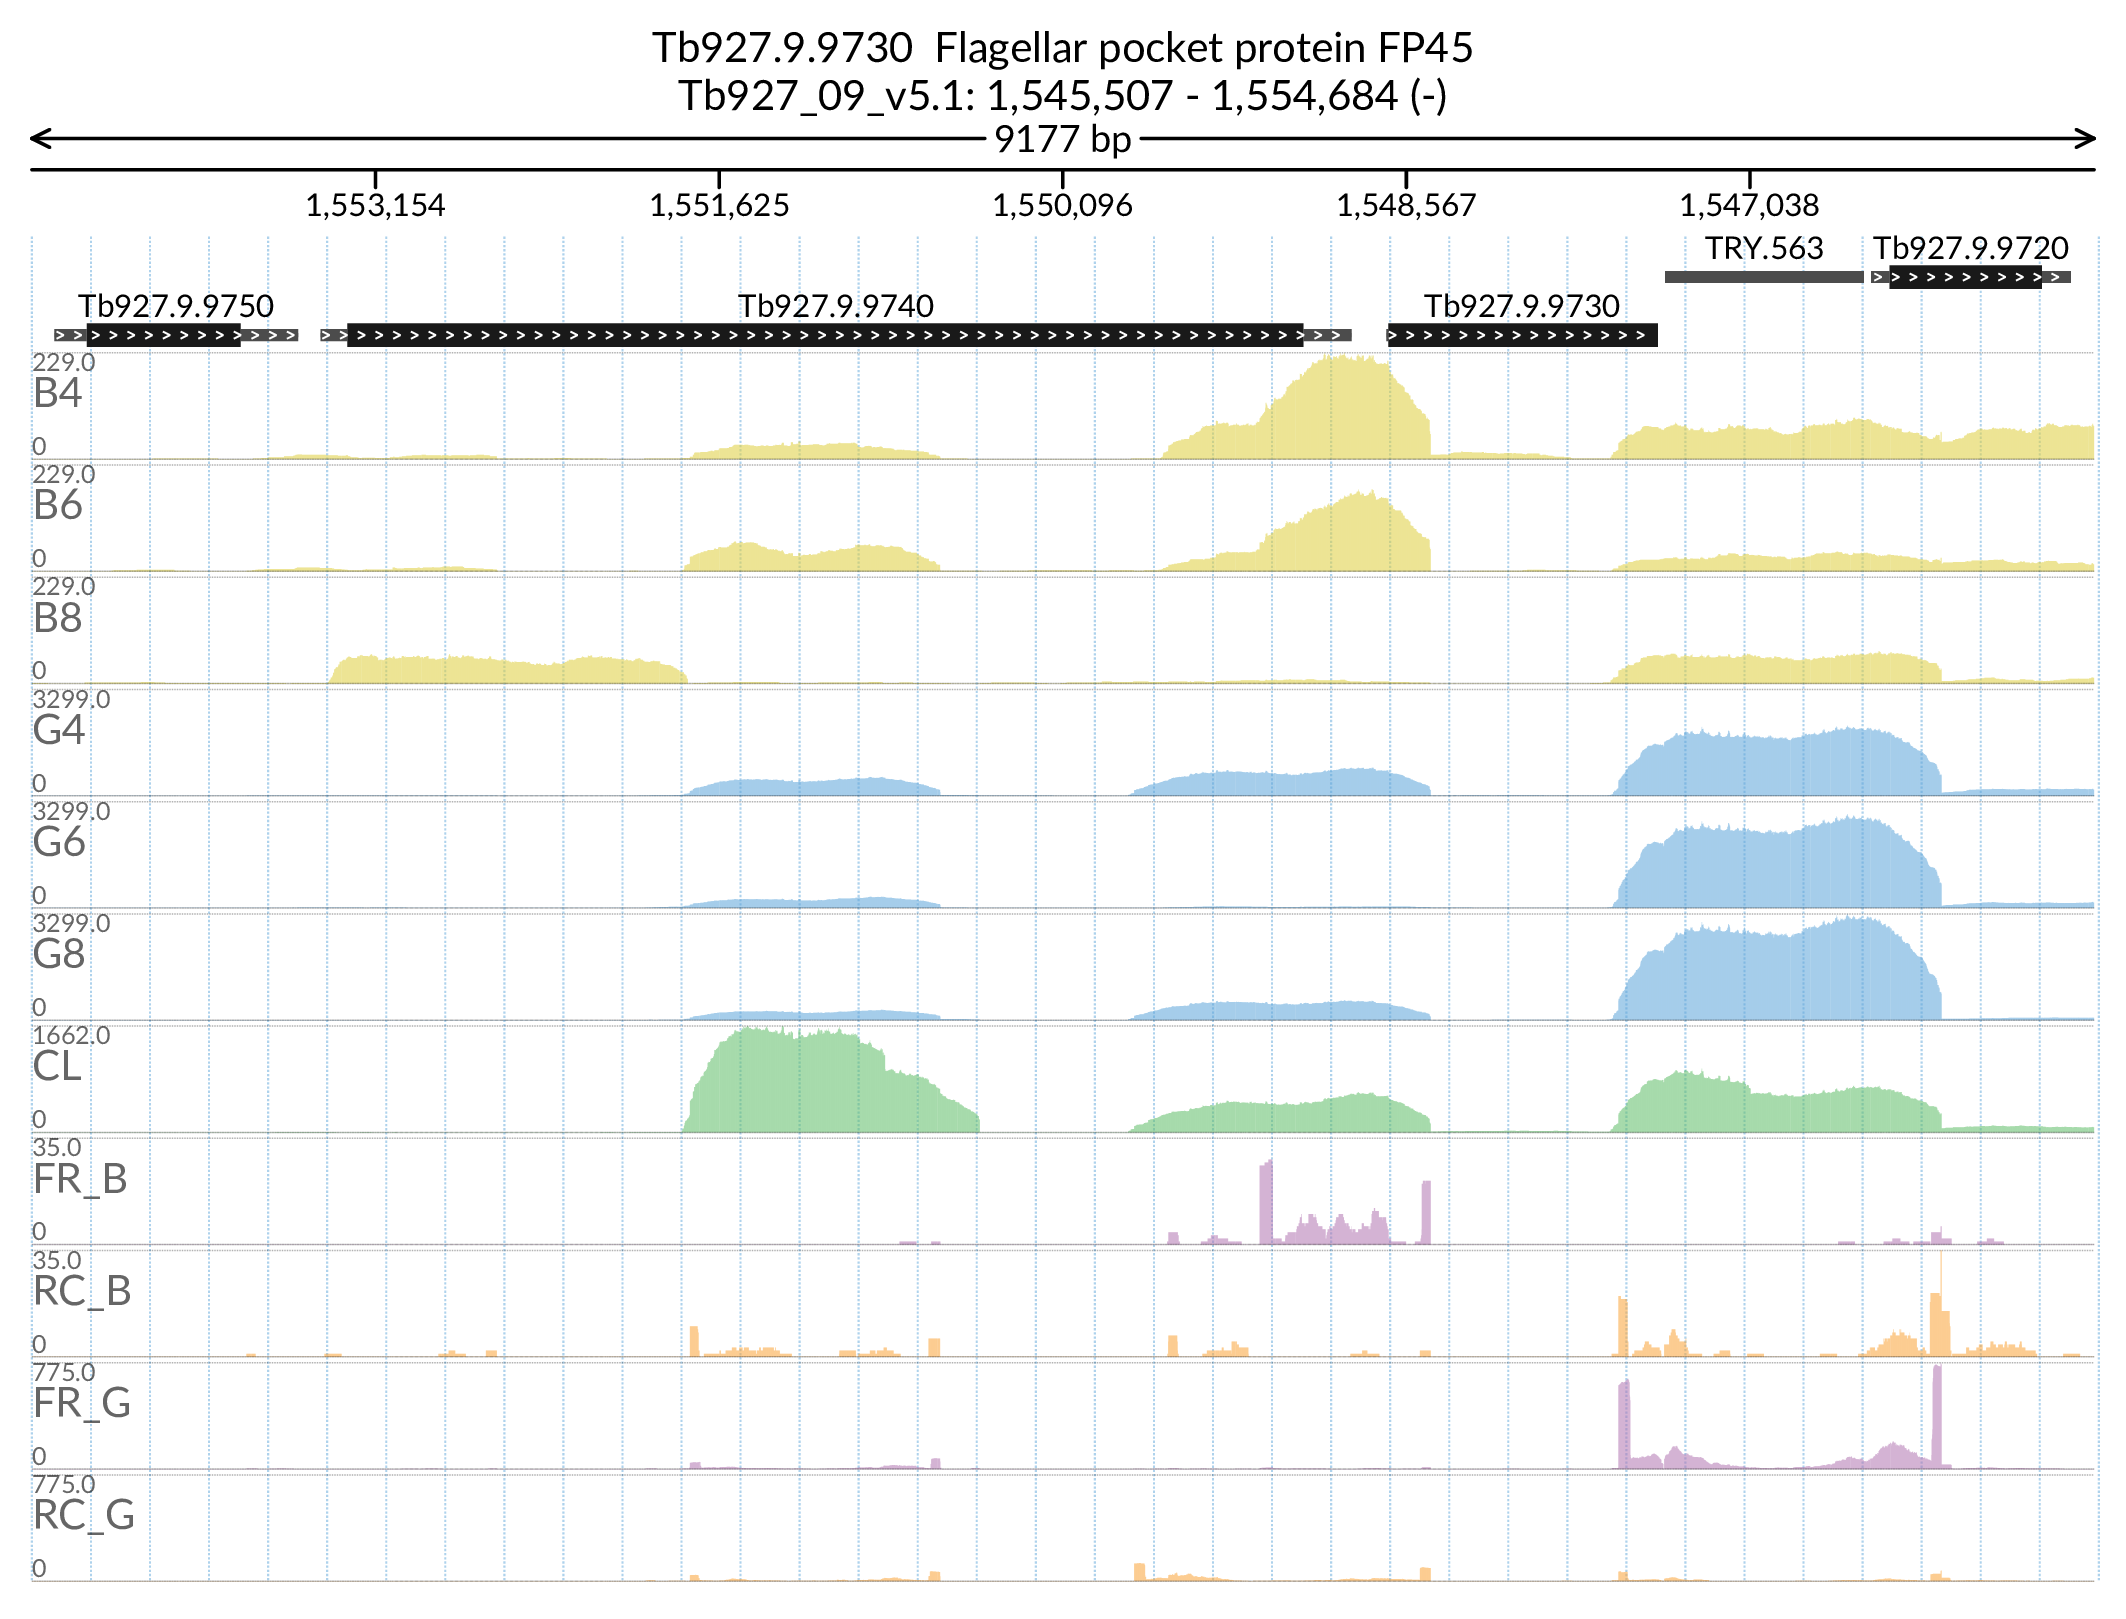 Tb927.9.9730  Flagellar pocket protein FP45
Tb927_09_v5.1: 1,545,507 - 1,554,684 (-)
9177 bp
1,553,154 1,551,625 1,550,096 1,548,567 1,547,038
TRY.563 Tb927.9.9720
Tb927.9.9750 Tb927.9.9740 Tb927.9.9730
229.0
B4
0
229.0
B6
0
229.0
B8
0
3299.0
G4
0
3299.0
G6
0
3299.0
G8
0
1662.0
CL
0
35.0
FR_B
0
35.0
RC_B
0
775.0
FR_G
0
775.0
RC_G
0